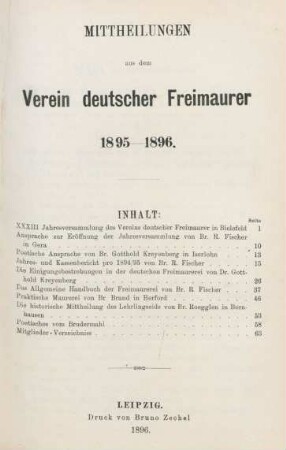 MITTHEILUNGEN
aus dem
Verein deutscher Freimaurer
1895—1896.
INHALT:
Seite
XXXIII Jahresversammlung des Vereins deutscher Freimaurer in Bielefeld 1
Ansprache zur Eröffnung der Jahresversammlung von Br. R. Fischer
in Gera 10
Poetische Ansprache von Br. Gotthold Kreyenberg in Iserlohn 13
Jahres- und Kassenbericht pro 1894/95 von Br. R. Fischer 15
Die Einigungsbestrebungen in der deutschen Freimaurerei von Dr. Gott-
hold Kreyenberg 26
Das Allgemeine Handbuch der Freimaurerei von Br. R. Fischer 37
Praktische Maurerei von Br Brand in Herford 46
Die historische Mittheilung des Lehrlingseides von Br. in Bern-
53
Poetisches vom Brudermahl 58
Mitglieder-Verzeichniss 63
LEIPZIG.
Druck von Bruno Zechel
1896.